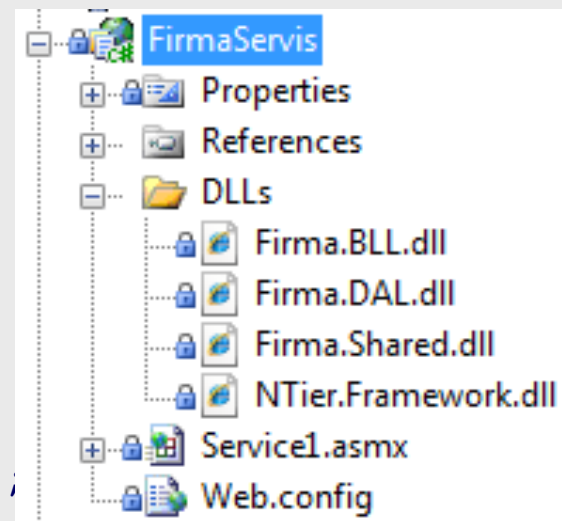 FirmaServis
Properties
References
DLLs
Firma.BLL.dll
Firma.DAL.dll
Firma.Shared.dll
NTier.Framework.dll
Service1.asmx
Web.config